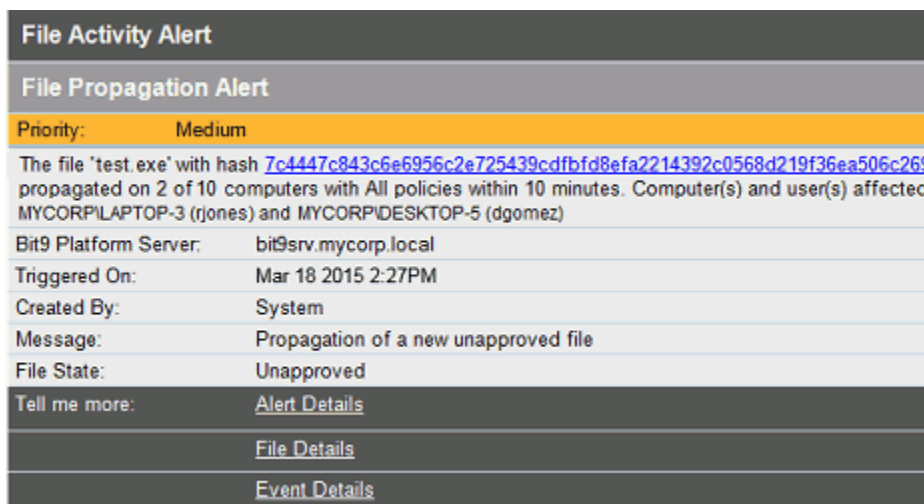 File Activity Alert
File Propagation Alert
Priority: Medium
The file 'test.exe' with hash 7c4447c843c6e6956c2e725439cdfbfd8efa2214392c0568d219f36ea506c269
propagated on 2 of 10 computers with All policies within 10 minutes. Computer(s) and user(s) affected
MYCORP\LAPTOP-3 (rjones) and MYCORP\DESKTOP-5 (dgomez)
Bit9 Platform Server: bit9srv.mycorp.local
Triggered On: Mar 18 2015 2:27PM
Created By: System
Message: Propagation of a new unapproved file
File State: Unapproved
Tell me more: Alert Details
File Details
Event Details